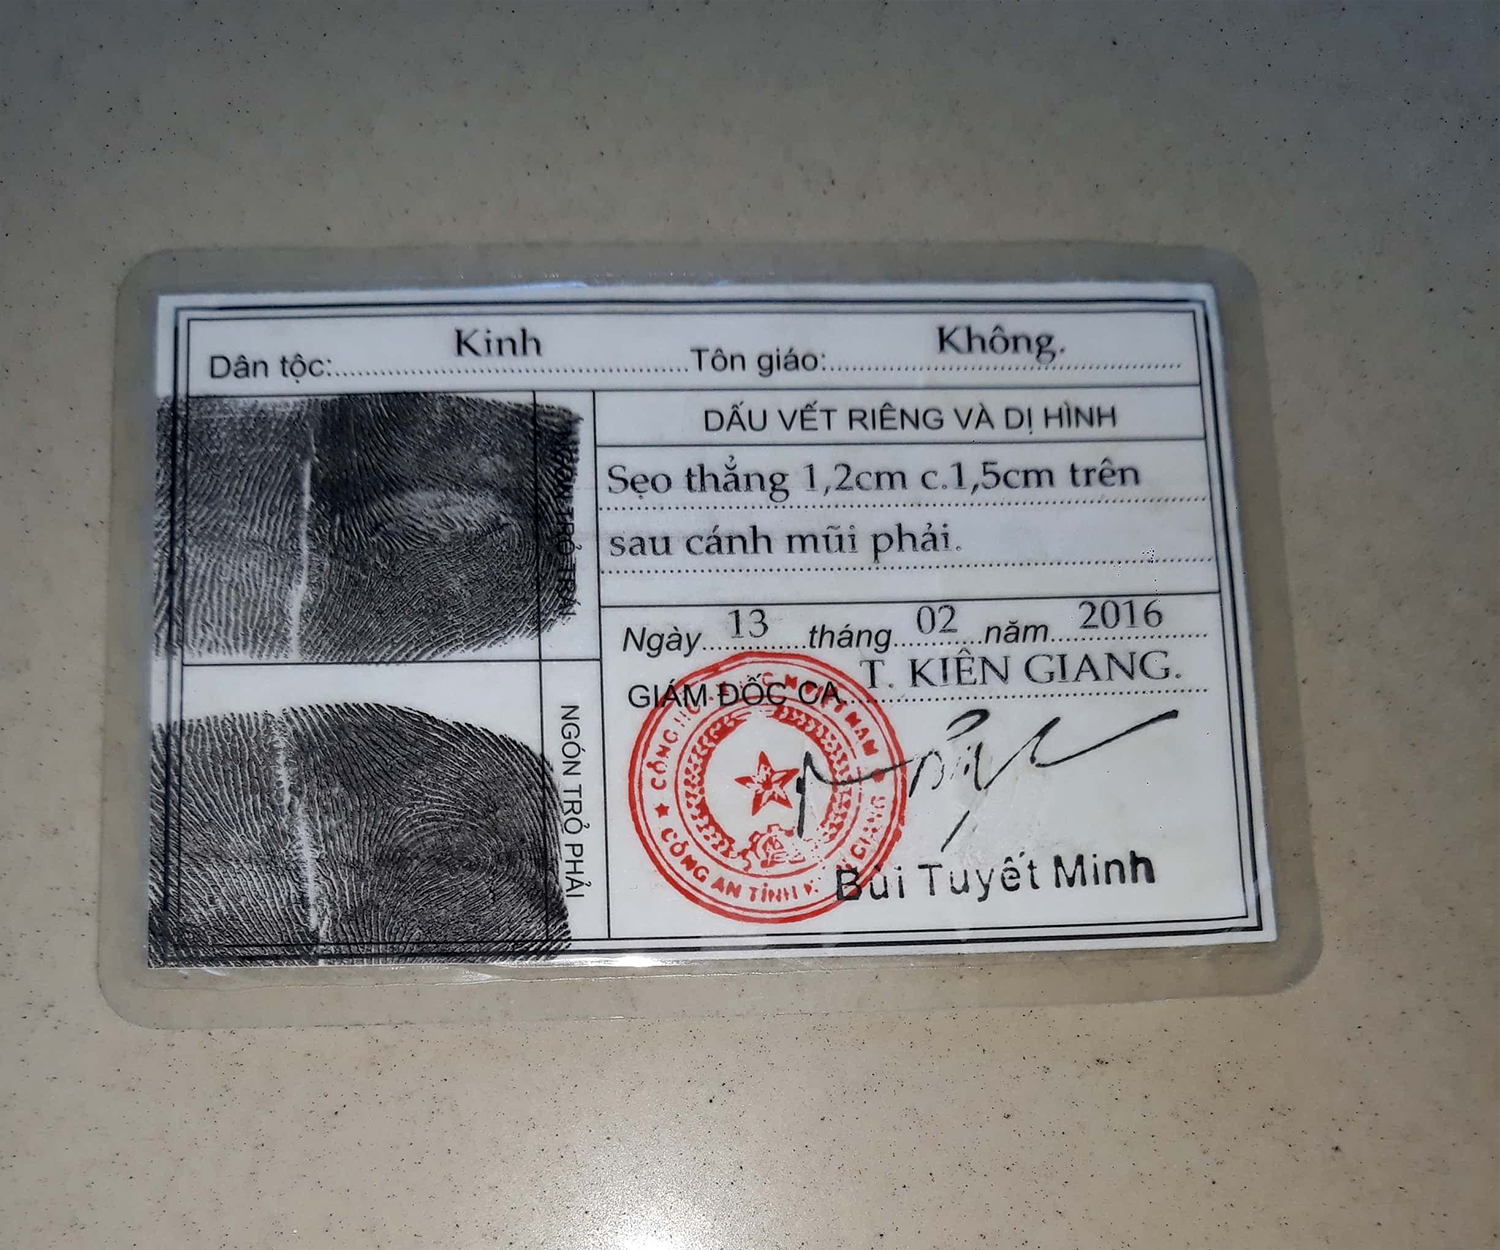 Dân tộc: Kinh Tôn giáo: Không.
DẤU VẾT RIÊNG VÀ DỊ HÌNH
Sẹo thẳng 1,2cm c.1,5cm trên
sau cánh mũi phải.
NGÓN TRỎ TRÁI
Ngày 13 tháng 02 năm 2016
GIÁM ĐỐC CA T. KIÊN GIANG.
NGÓN TRỎ PHẢI
CÔNG AN TỈNH
Bùi Tuyết Minh